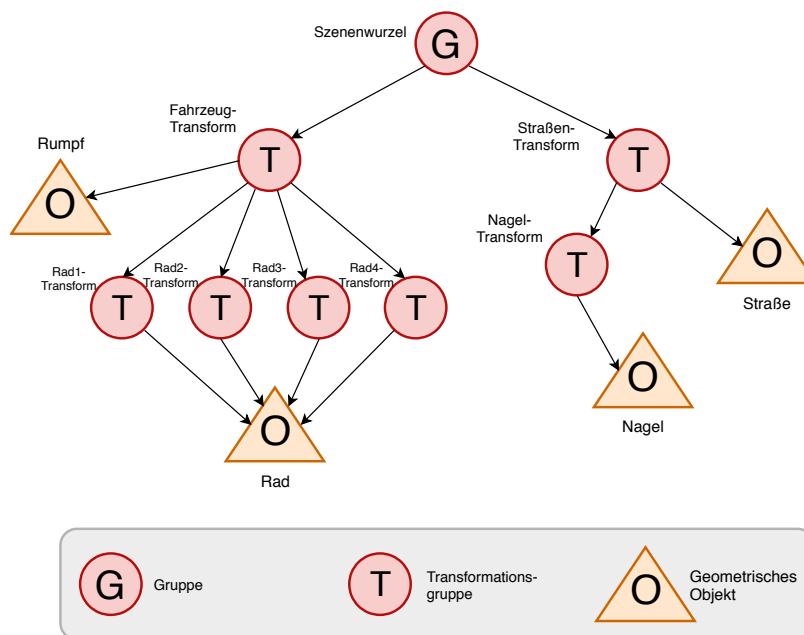 Szenenwurzel
G
Fahrzeug-
Transform
T
Straßen-
Transform
T
Rumpf
O
Nagel-
Transform
T
O
Straße
Rad1-
Transform
T
Rad2-
Transform
T
Rad3-
Transform
T
Rad4-
Transform
T
O
Nagel
O
Rad
G
Gruppe
T
Transformations-
gruppe
O
Geometrisches
Objekt